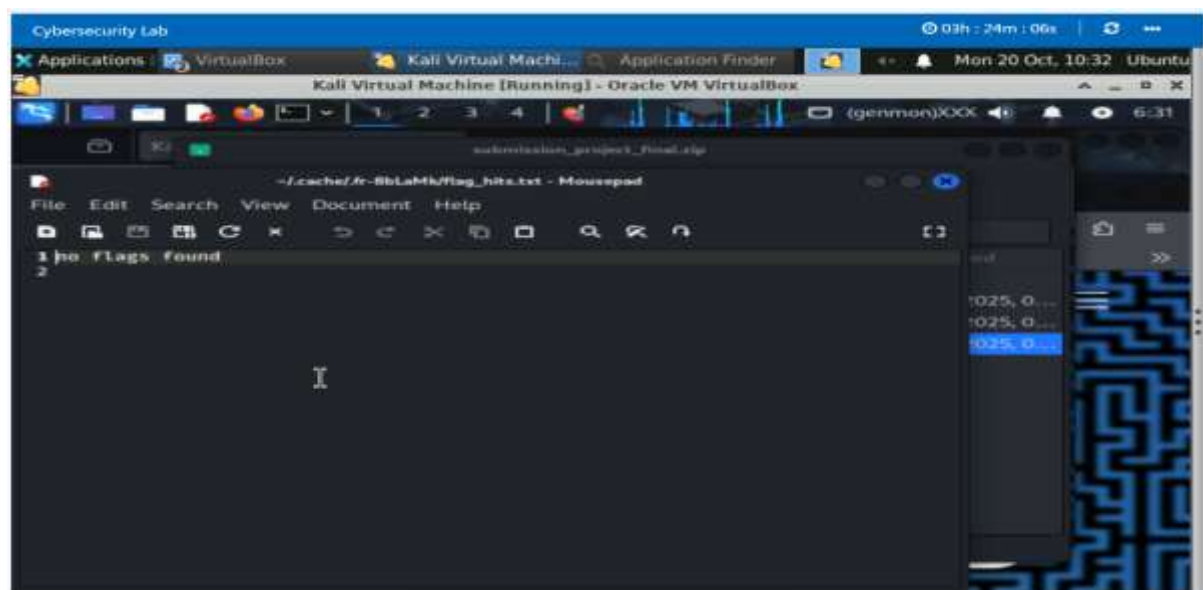 Cybersecurity Lab
03h : 24m : 06s
Applications
VirtualBox
Kali Virtual Machi...
Application Finder
Mon 20 Oct, 10:32
Ubuntu
Kali Virtual Machine [Running] - Oracle VM VirtualBox
1 2 3 4
(genmon)XXX
6:31
submission_project_final.zip
~/.cache/.fr-8bLaMk/flag_hits.txt - Mousepad
File Edit Search View Document Help
1 no flags found
2
2025, 0...
2025, 0...
2025, 0...